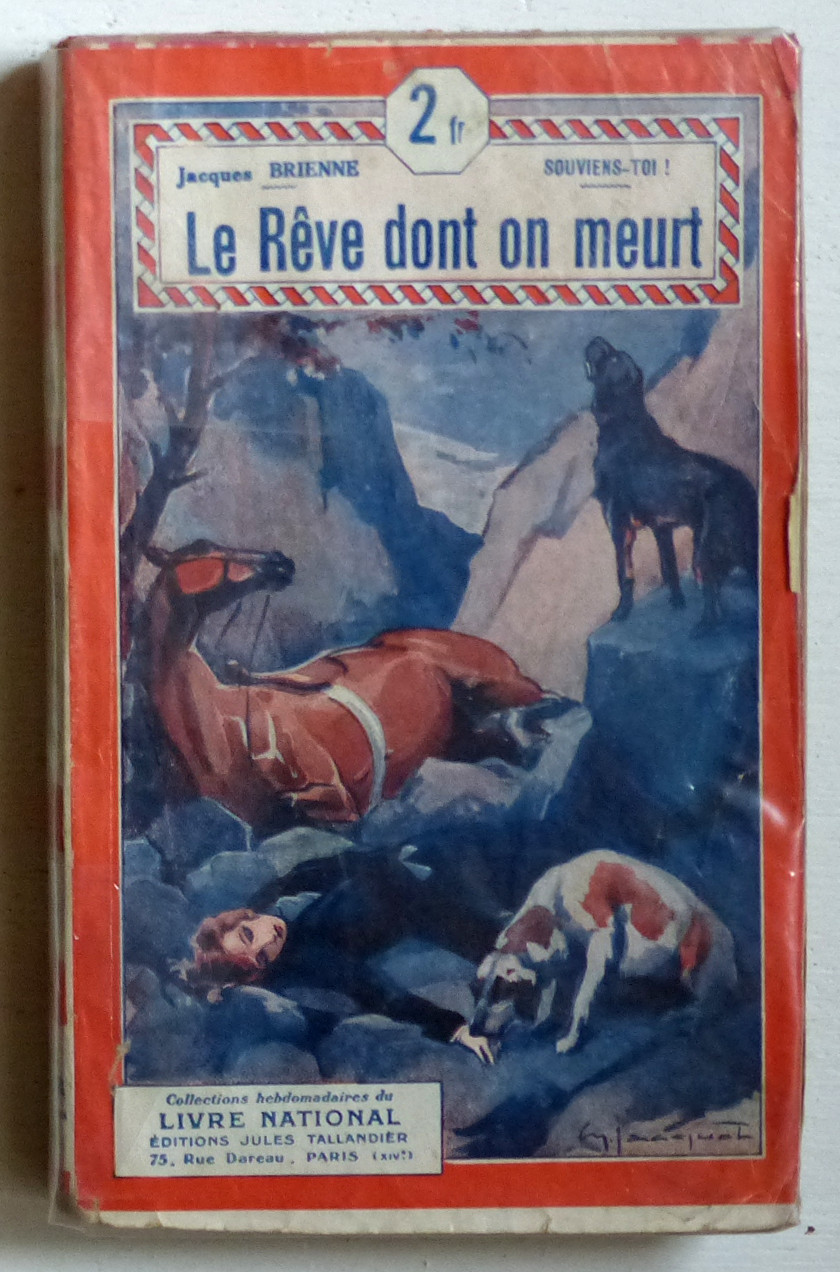 2 fr
Jacques BRIENNE
SOUVIENS-TOI !
Le Rêve dont on meurt
Collections hebdomadaires du
LIVRE NATIONAL
ÉDITIONS JULES TALLANDIER
75, Rue Dareau, PARIS (XIVᵉ)